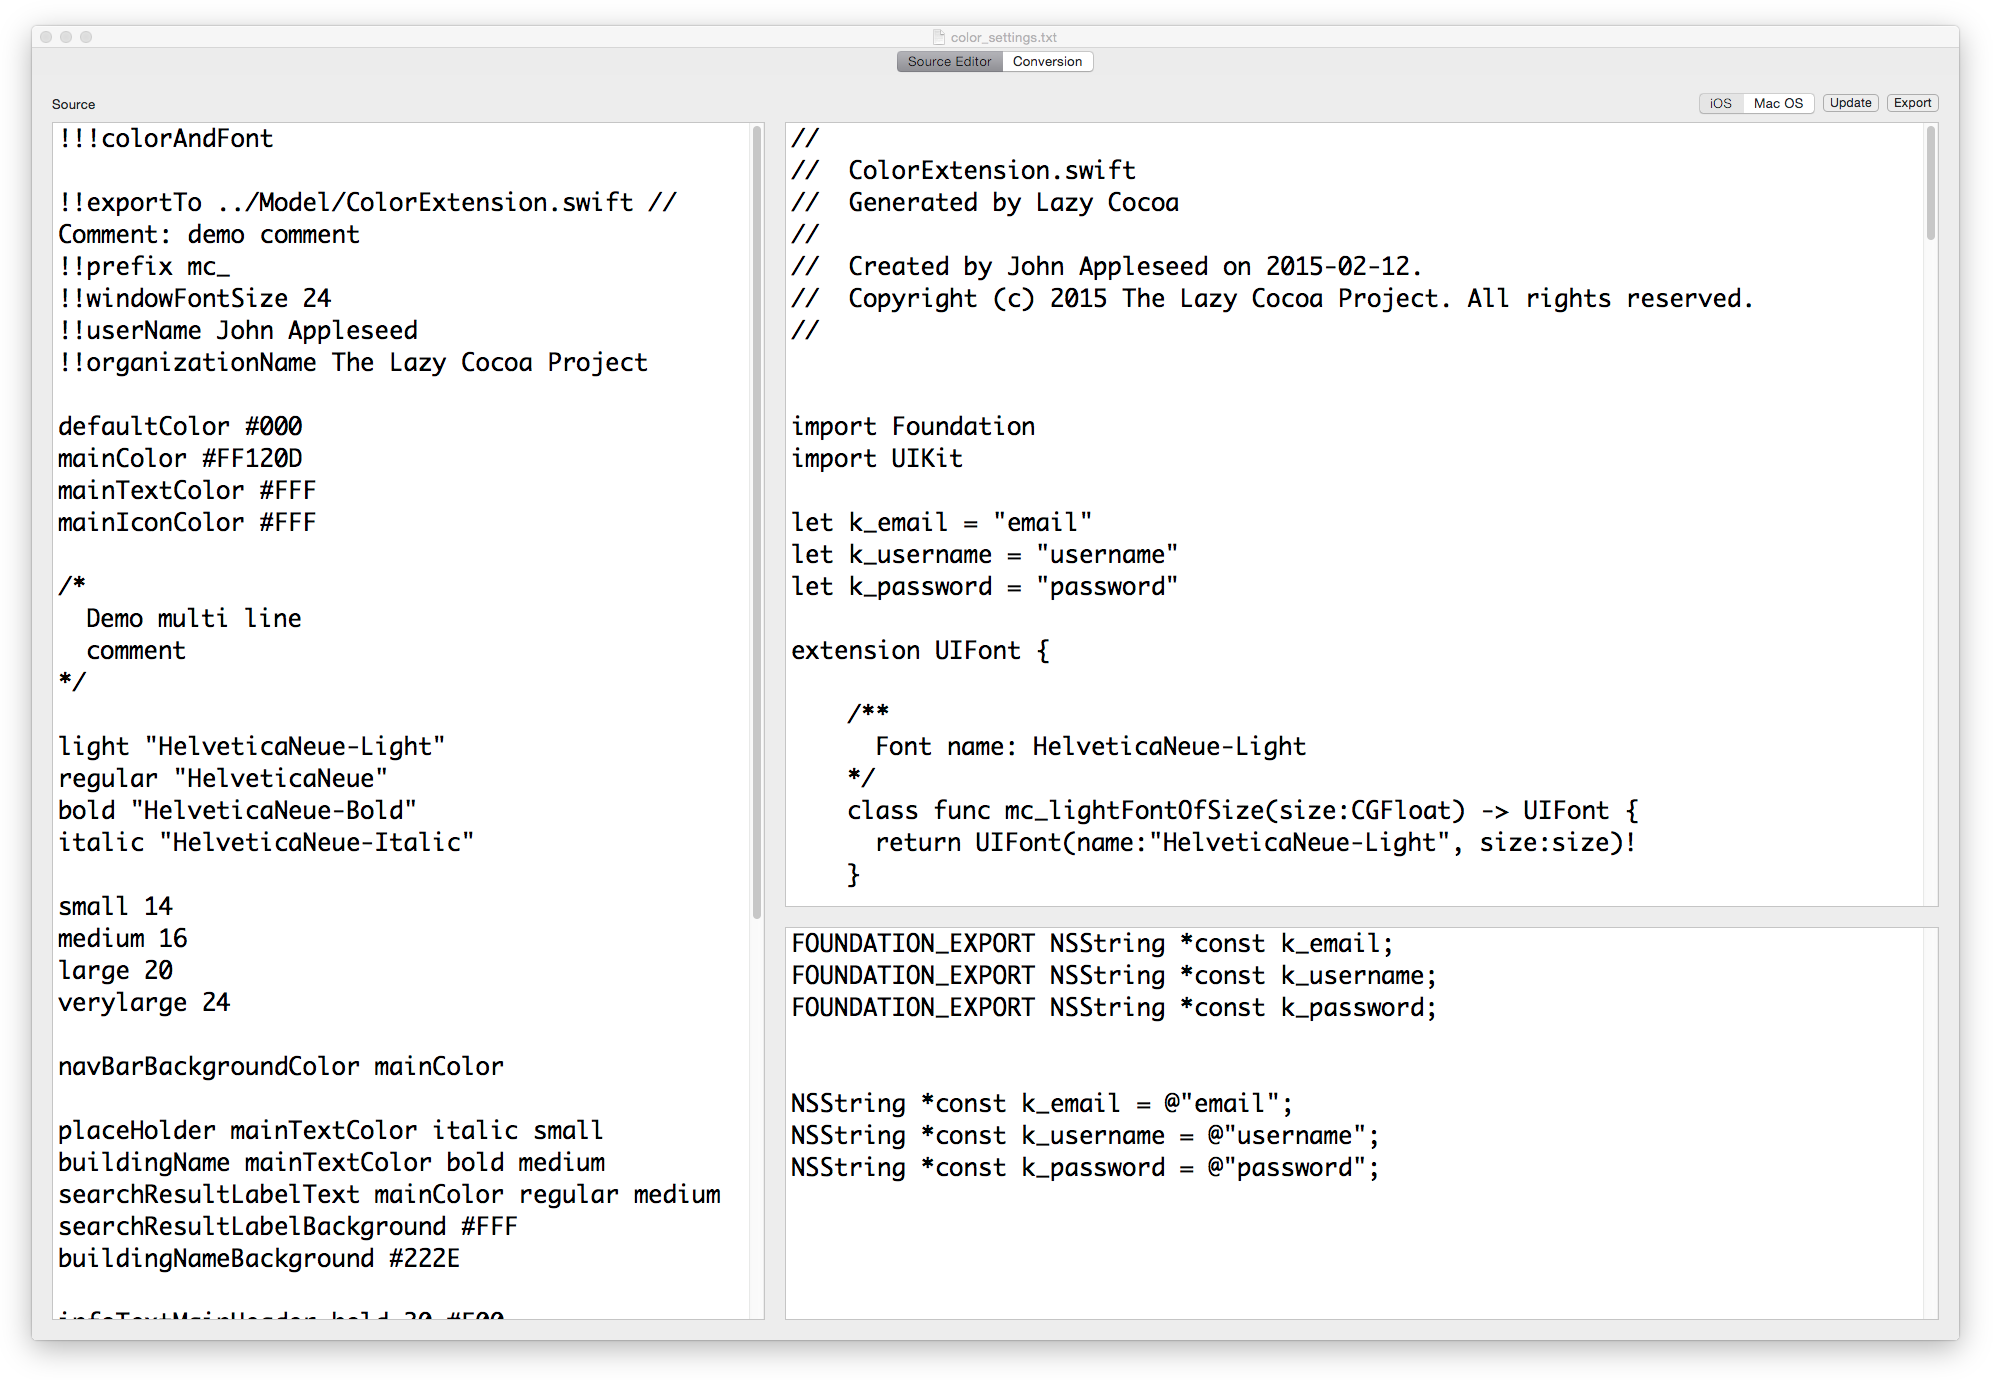 color_settings.txt
Source Editor Conversion
Source
iOS Mac OS Update Export
!!!colorAndFont
!!exportTo ../Model/ColorExtension.swift //
Comment: demo comment
!!prefix mc_
!!windowFontSize 24
!!userName John Appleseed
!!organizationName The Lazy Cocoa Project
defaultColor #000
mainColor #FF120D
mainTextColor #FFF
mainIconColor #FFF
/*
  Demo multi line
  comment
*/
light "HelveticaNeue-Light"
regular "HelveticaNeue"
bold "HelveticaNeue-Bold"
italic "HelveticaNeue-Italic"
small 14
medium 16
large 20
verylarge 24
navBarBackgroundColor mainColor
placeHolder mainTextColor italic small
buildingName mainTextColor bold medium
searchResultLabelText mainColor regular medium
searchResultLabelBackground #FFF
buildingNameBackground #222E
//
//  ColorExtension.swift
//  Generated by Lazy Cocoa
//
//  Created by John Appleseed on 2015-02-12.
//  Copyright (c) 2015 The Lazy Cocoa Project. All rights reserved.
//
import Foundation
import UIKit
let k_email = "email"
let k_username = "username"
let k_password = "password"
extension UIFont {
    /**
      Font name: HelveticaNeue-Light
    */
    class func mc_lightFontOfSize(size:CGFloat) -> UIFont {
      return UIFont(name:"HelveticaNeue-Light", size:size)!
    }
FOUNDATION_EXPORT NSString *const k_email;
FOUNDATION_EXPORT NSString *const k_username;
FOUNDATION_EXPORT NSString *const k_password;
NSString *const k_email = @"email";
NSString *const k_username = @"username";
NSString *const k_password = @"password";